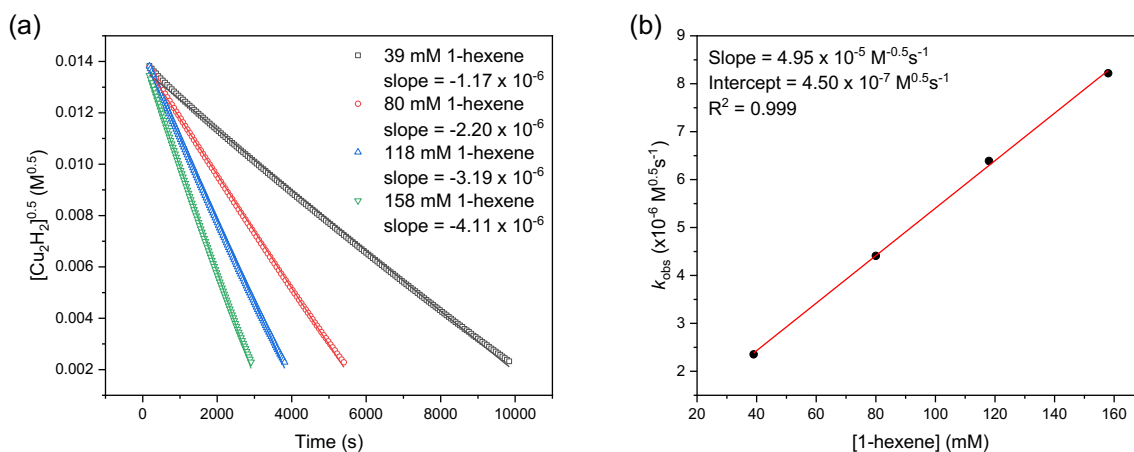 (a)
0.014
0.012
0.010
0.008
0.006
0.004
0.002
[Cu₂H₂]⁰·⁵ (M⁰·⁵)
0
2000
4000
6000
8000
10000
Time (s)
39 mM 1-hexene
slope = -1.17 x 10⁻⁶
80 mM 1-hexene
slope = -2.20 x 10⁻⁶
118 mM 1-hexene
slope = -3.19 x 10⁻⁶
158 mM 1-hexene
slope = -4.11 x 10⁻⁶
(b)
9
8
7
6
5
4
3
2
k_obs (x10⁻⁶ M⁰·⁵s⁻¹)
20
40
60
80
100
120
140
160
[1-hexene] (mM)
Slope = 4.95 x 10⁻⁵ M⁻⁰·⁵s⁻¹
Intercept = 4.50 x 10⁻⁷ M⁰·⁵s⁻¹
R² = 0.999